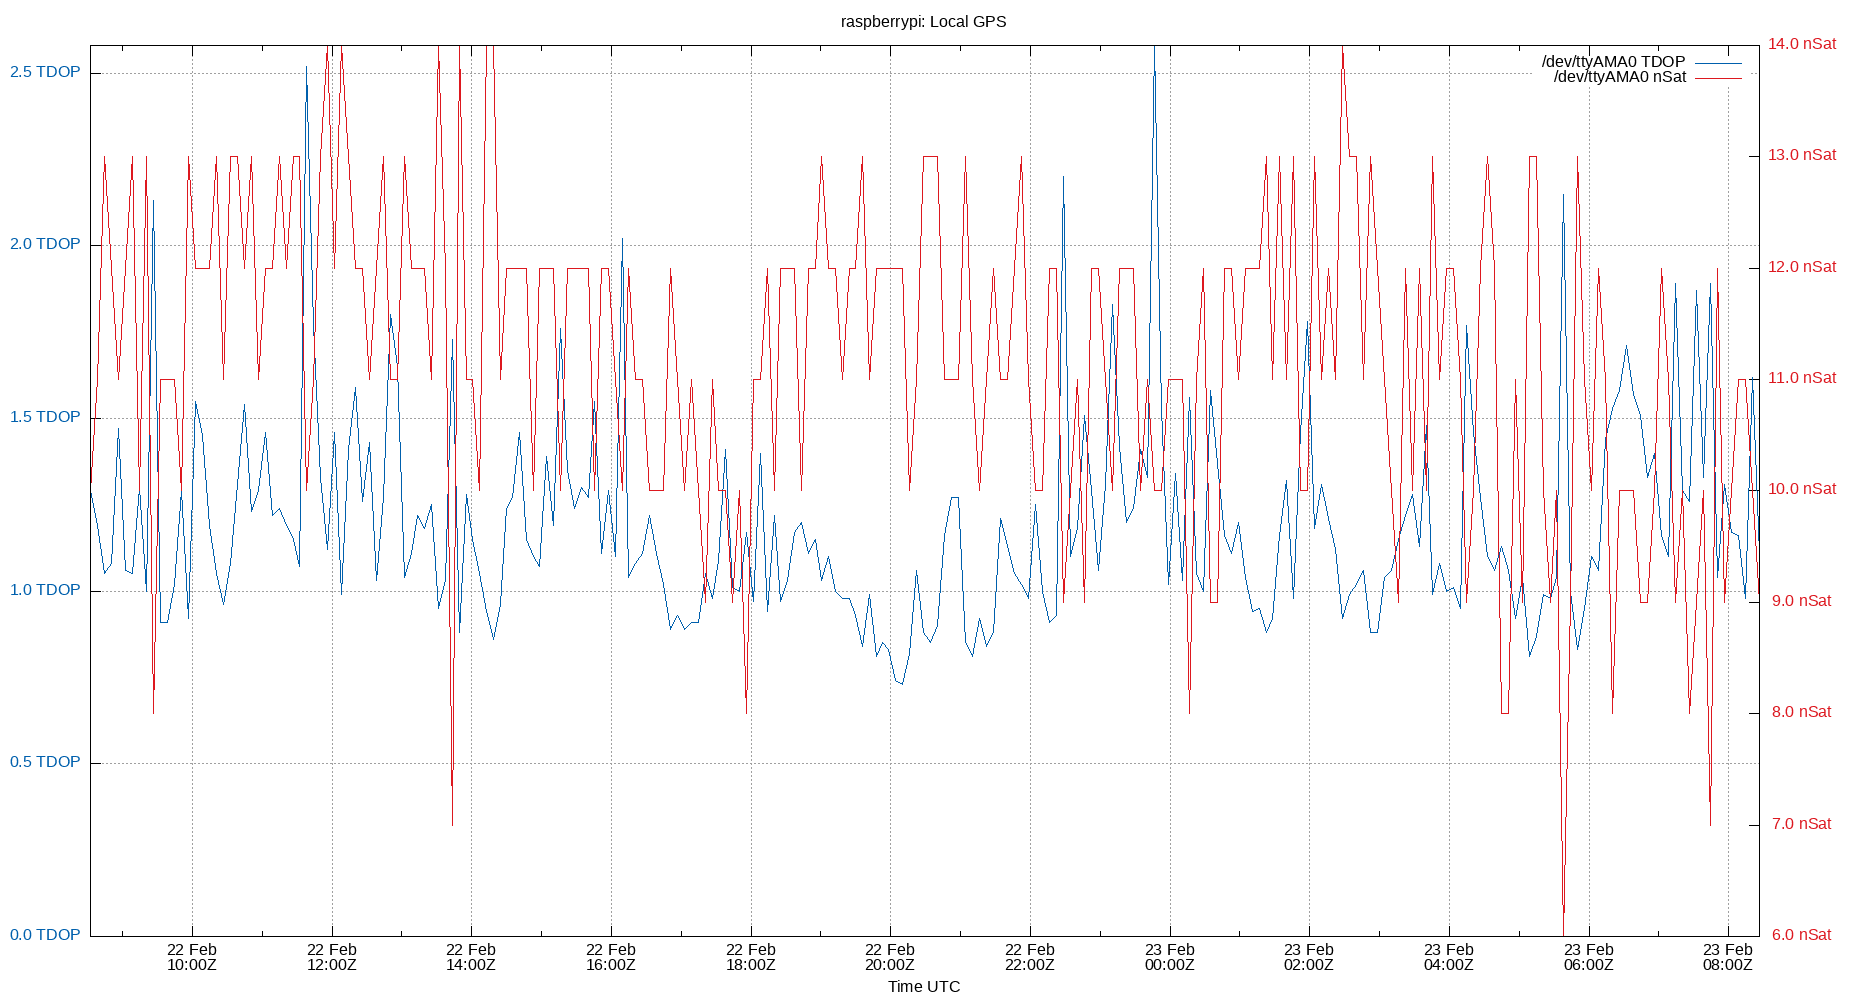 raspberrypi: Local GPS
/dev/ttyAMA0 TDOP
/dev/ttyAMA0 nSat
2.5 TDOP
2.0 TDOP
1.5 TDOP
1.0 TDOP
0.5 TDOP
0.0 TDOP
14.0 nSat
13.0 nSat
12.0 nSat
11.0 nSat
10.0 nSat
9.0 nSat
8.0 nSat
7.0 nSat
6.0 nSat
22 Feb
10:00Z
22 Feb
12:00Z
22 Feb
14:00Z
22 Feb
16:00Z
22 Feb
18:00Z
22 Feb
20:00Z
22 Feb
22:00Z
23 Feb
00:00Z
23 Feb
02:00Z
23 Feb
04:00Z
23 Feb
06:00Z
23 Feb
08:00Z
Time UTC